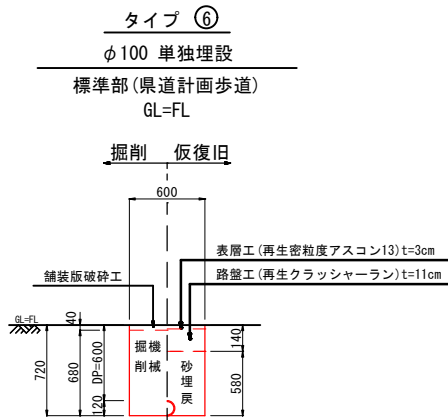 タイプ ⑥
φ100 単独埋設
標準部(県道計画歩道)
GL=FL
掘削 仮復旧
600
表層工(再生密粒度アスコン13)t=3cm
舗装版破砕工
路盤工(再生クラッシャーラン)t=11cm
GL=FL
40
140
720
680
DP=600
120
機械
掘削
砂埋戻
580